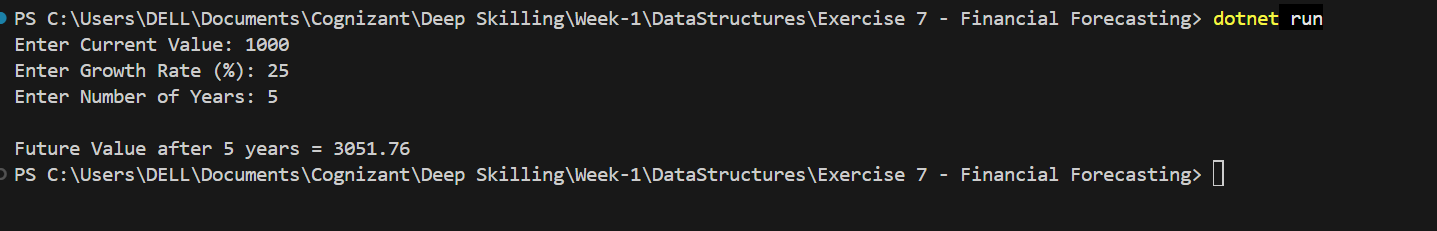 PS C:\Users\DELL\Documents\Cognizant\Deep Skilling\Week-1\DataStructures\Exercise 7 - Financial Forecasting> dotnet run
Enter Current Value: 1000
Enter Growth Rate (%): 25
Enter Number of Years: 5
Future Value after 5 years = 3051.76
PS C:\Users\DELL\Documents\Cognizant\Deep Skilling\Week-1\DataStructures\Exercise 7 - Financial Forecasting>